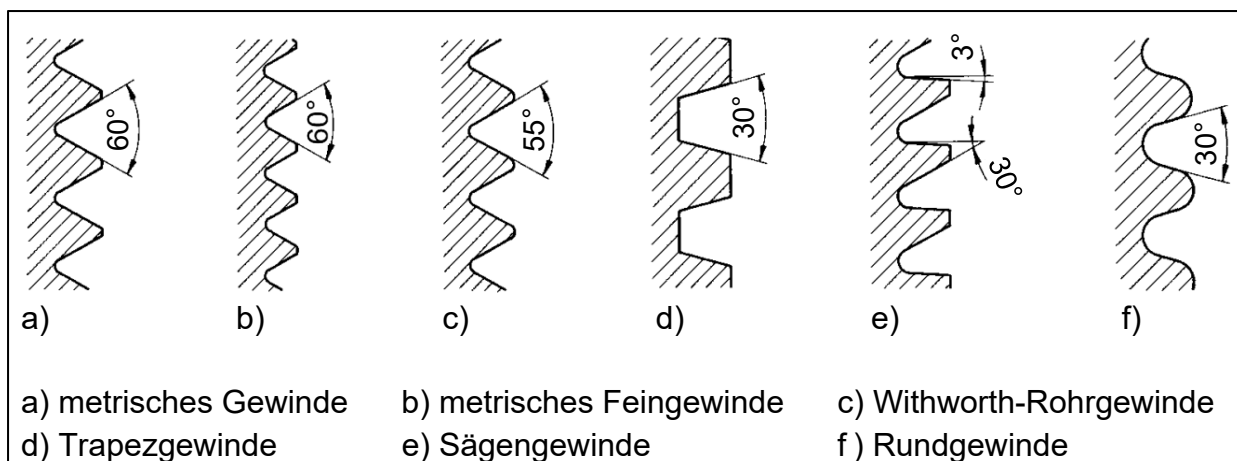 60°
60°
55°
30°
3°
30°
30°
a) b) c) d) e) f)
a) metrisches Gewinde b) metrisches Feingewinde c) Withworth-Rohrgewinde
d) Trapezgewinde e) Sägengewinde f) Rundgewinde